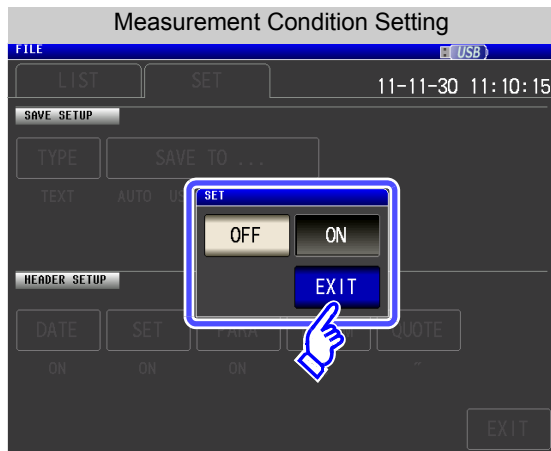 Measurement Condition Setting
FILE
USB
LIST SET 11-11-30 11:10:15
SAVE SETUP
TYPE SAVE TO ...
TEXT AUTO US
SET
OFF ON
EXIT
HEADER SETUP
DATE SET PARA QUOTE
ON ON ON
EXIT